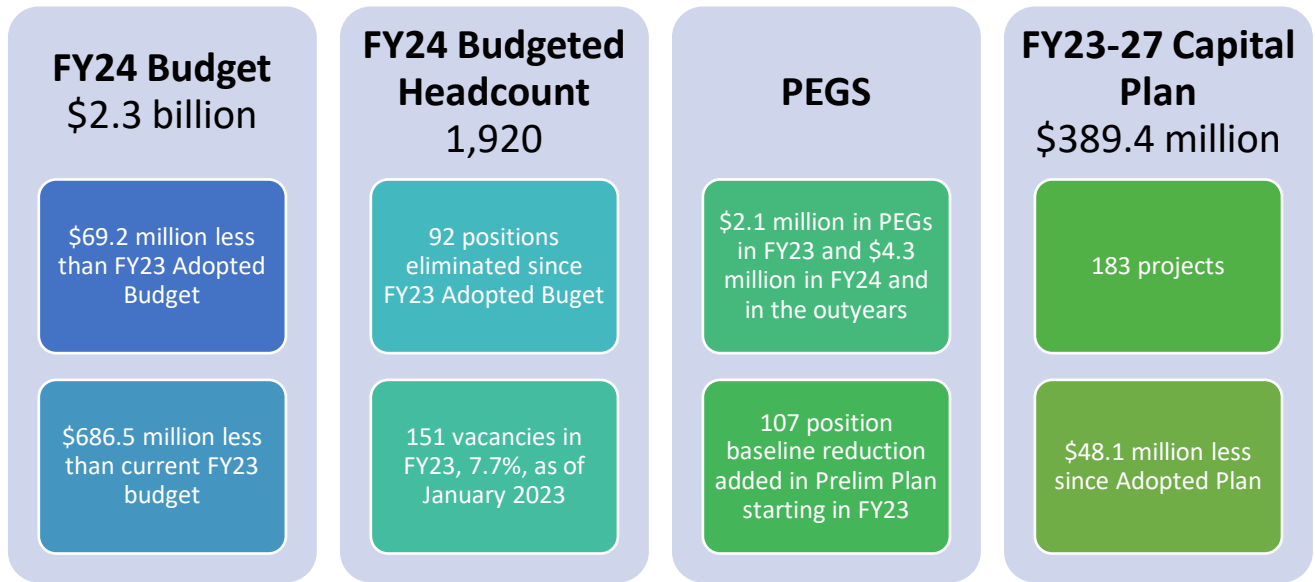 FY24 Budget
$2.3 billion
$69.2 million less
than FY23 Adopted
Budget
$686.5 million less
than current FY23
budget
FY24 Budgeted
Headcount
1,920
92 positions
eliminated since
FY23 Adopted Buget
151 vacancies in
FY23, 7.7%, as of
January 2023
PEGS
$2.1 million in PEGs
in FY23 and $4.3
million in FY24 and
in the outyears
107 position
baseline reduction
added in Prelim Plan
starting in FY23
FY23-27 Capital
Plan
$389.4 million
183 projects
$48.1 million less
since Adopted Plan